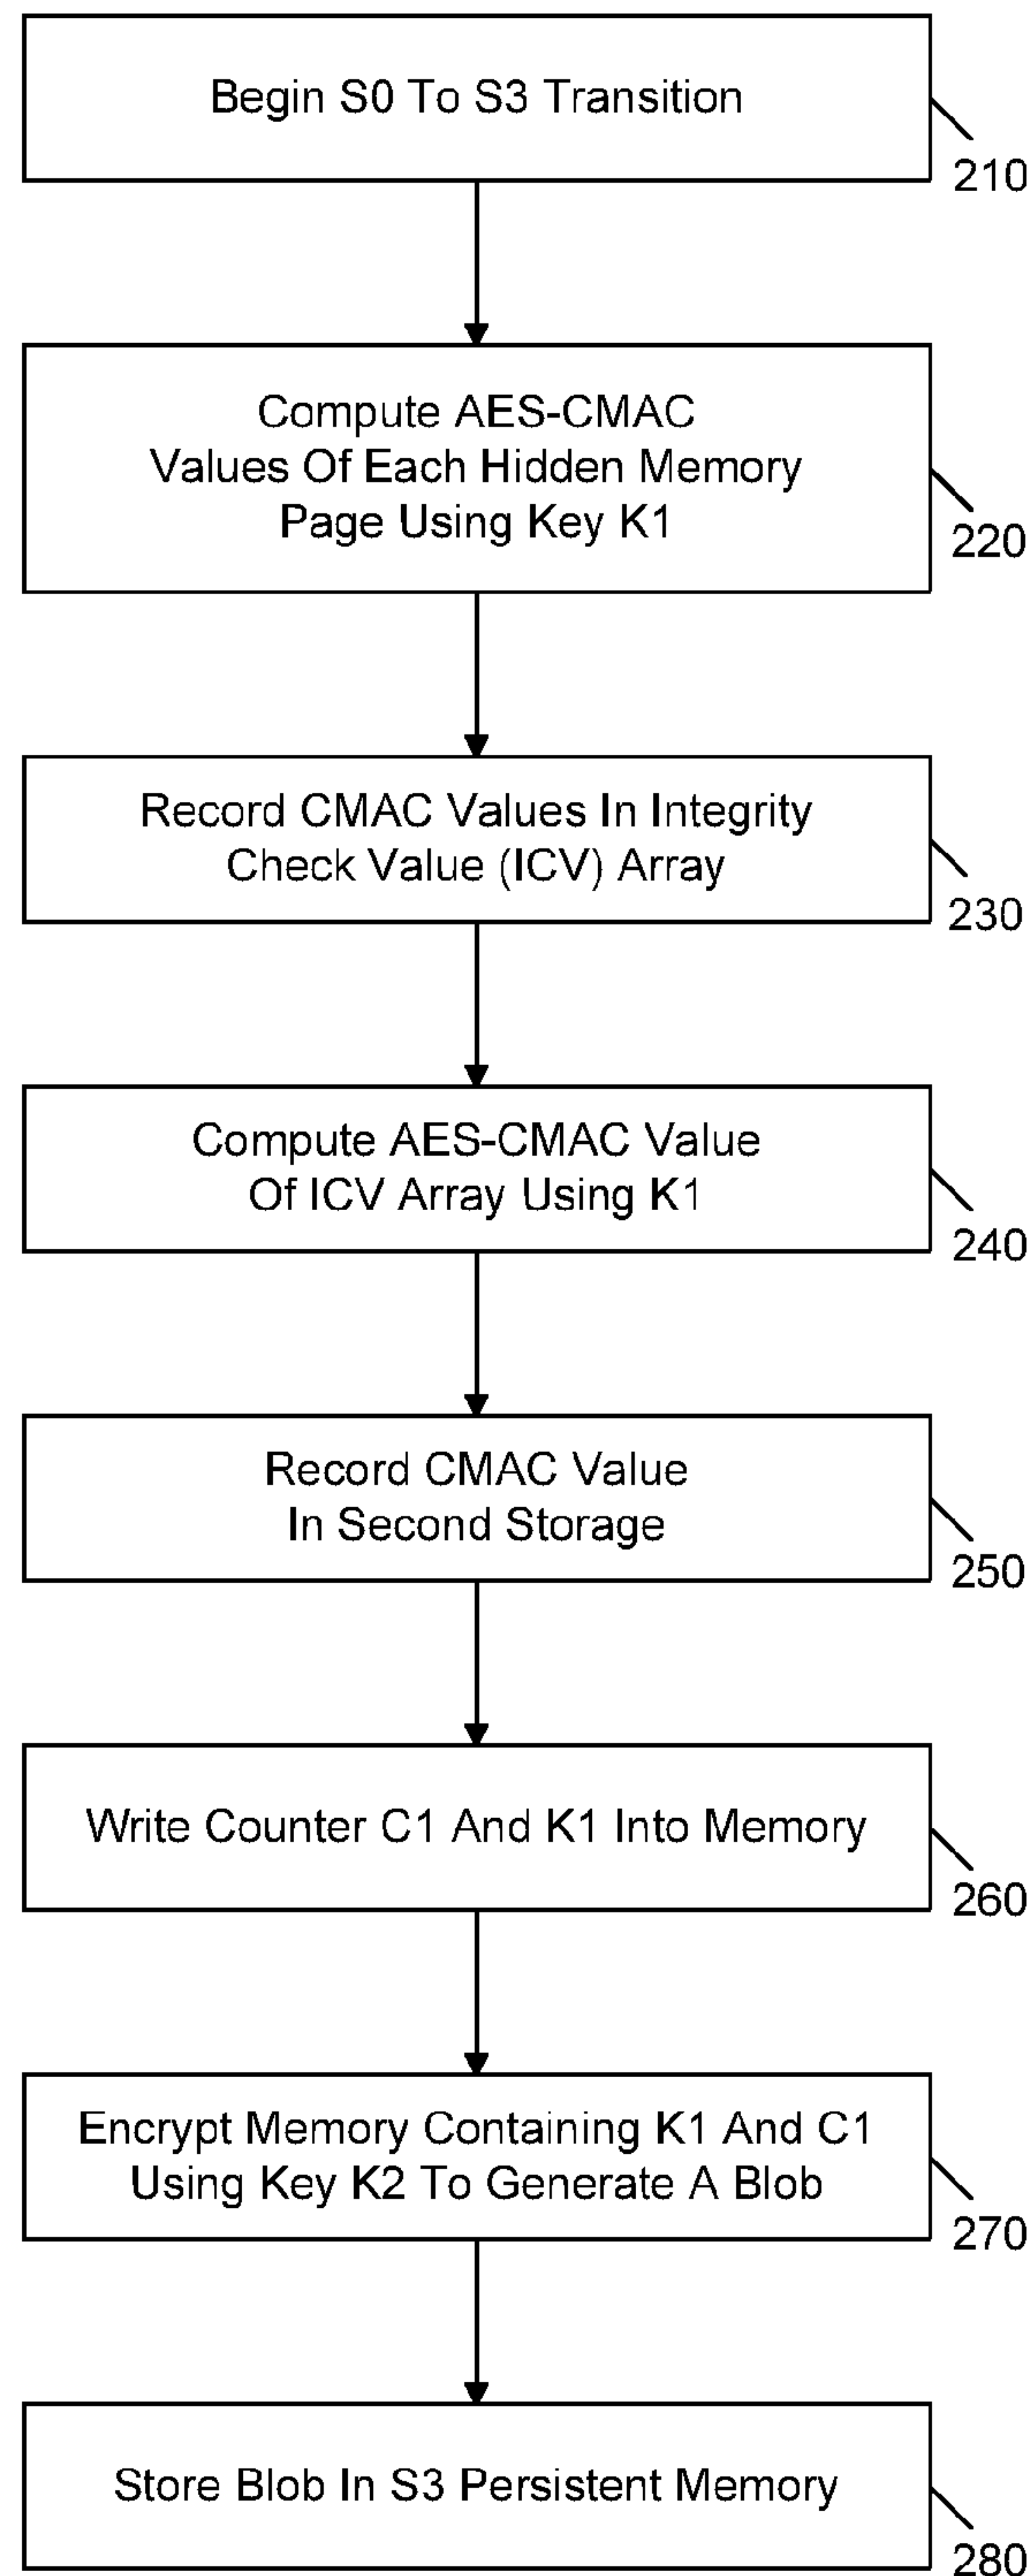 Begin S0 To S3 Transition
210
Compute AES-CMAC
Values Of Each Hidden Memory
Page Using Key K1
220
Record CMAC Values In Integrity
Check Value (ICV) Array
230
Compute AES-CMAC Value
Of ICV Array Using K1
240
Record CMAC Value
In Second Storage
250
Write Counter C1 And K1 Into Memory
260
Encrypt Memory Containing K1 And C1
Using Key K2 To Generate A Blob
270
Store Blob In S3 Persistent Memory
280